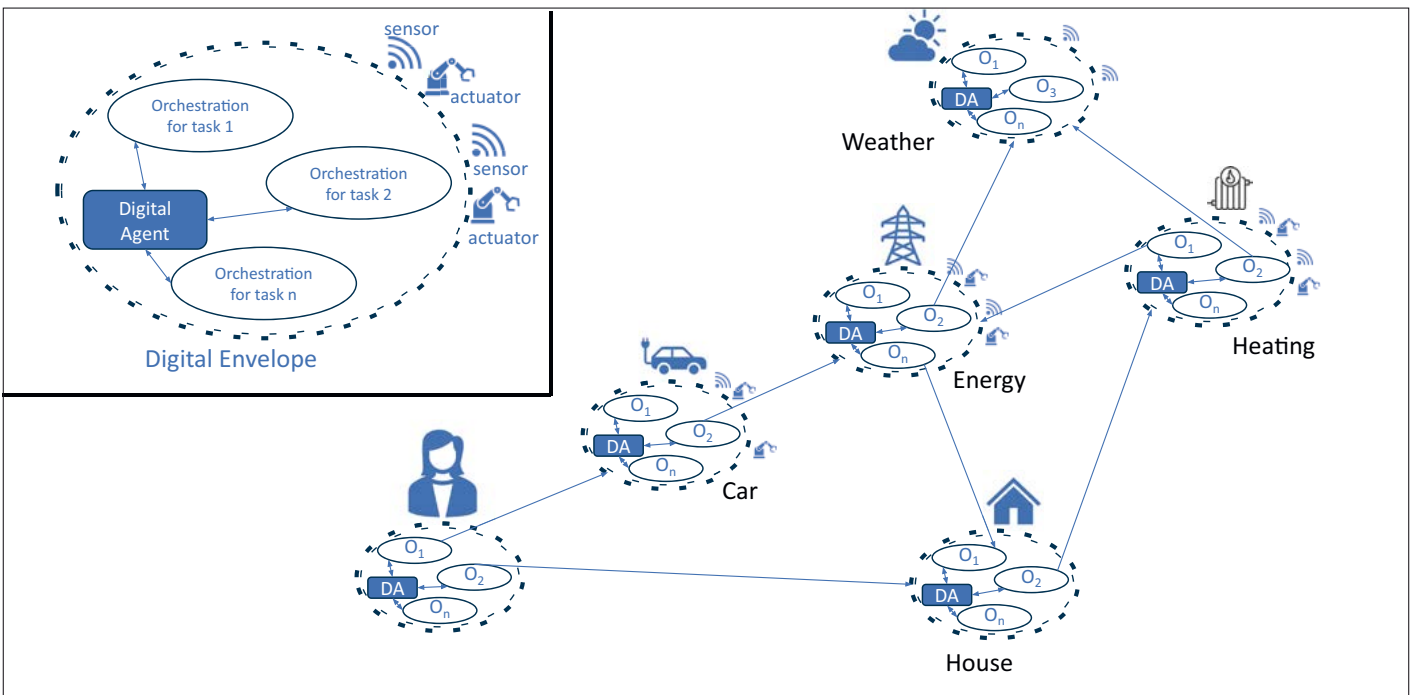 sensor
actuator
Orchestration
for task 1
sensor
Orchestration
for task 2
actuator
Digital
Agent
Orchestration
for task n
Digital Envelope
O1
O3
DA
On
Weather
O1
O2
DA
On
Heating
O1
O2
DA
On
Energy
O1
O2
DA
On
Car
O1
O2
DA
On
O1
O2
DA
On
House